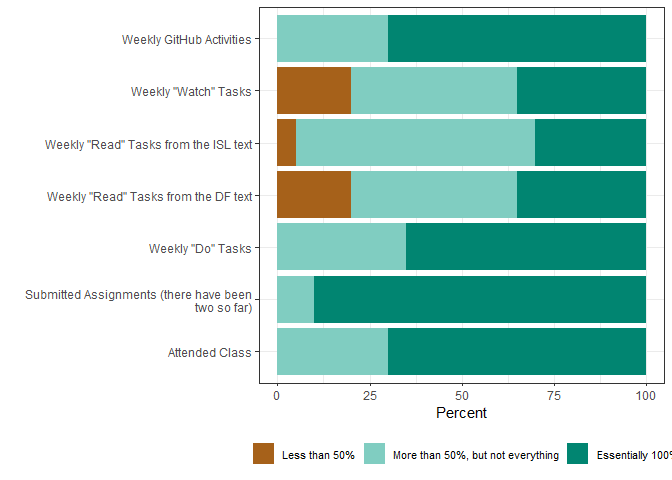 Weekly GitHub Activities
Weekly "Watch" Tasks
Weekly "Read" Tasks from the ISL text
Weekly "Read" Tasks from the DF text
Weekly "Do" Tasks
Submitted Assignments (there have been
two so far)
Attended Class
0 25 50 75 100
Percent
Less than 50% More than 50%, but not everything Essentially 100%